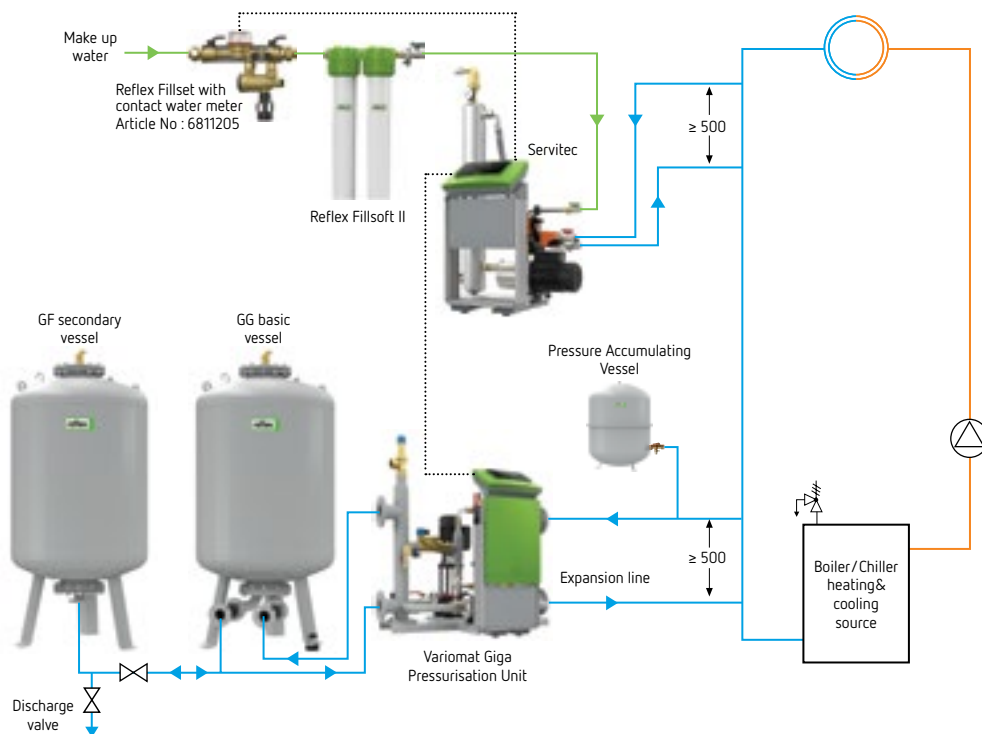 Make up
water
Reflex Fillset with
contact water meter
Article No : 6811205
Reflex Fillsoft II
Servitec
≥ 500
GF secondary
vessel
GG basic
vessel
Pressure Accumulating
Vessel
≥ 500
Expansion line
Boiler/Chiller
heating&
cooling
source
Variomat Giga
Pressurisation Unit
Discharge
valve